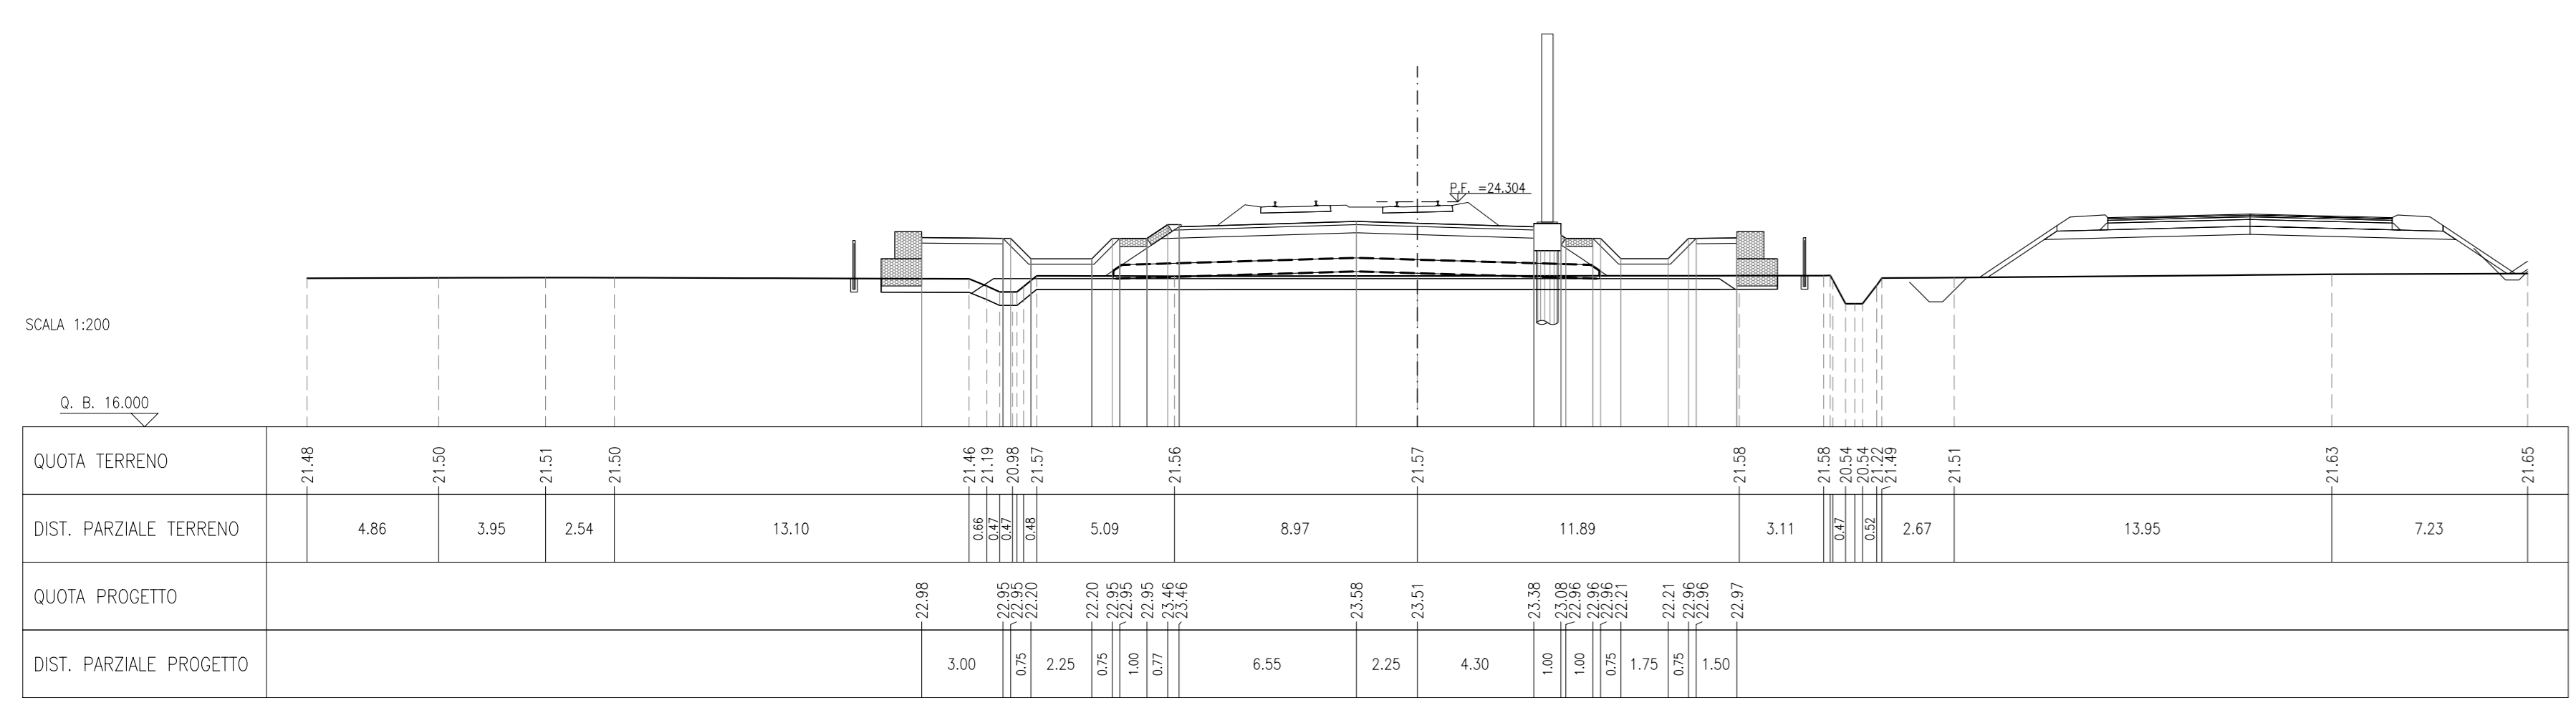 P.F. =24.304
SCALA 1:200
Q. B. 16.000
QUOTA TERRENO 21.48 21.50 21.51 21.50 21.46 21.19 20.98 21.57 21.56 21.57 21.58 21.58 20.54 20.54 21.22 21.49 21.51 21.63 21.65
DIST. PARZIALE TERRENO 4.86 3.95 2.54 13.10 0.66 0.47 0.47 0.48 5.09 8.97 11.89 3.11 0.47 0.52 2.67 13.95 7.23
QUOTA PROGETTO 22.98 22.95 22.95 22.20 22.20 22.95 22.95 22.95 23.46 23.46 23.58 23.51 23.38 23.08 22.96 22.96 22.96 22.21 22.21 22.96 22.96 22.97
DIST. PARZIALE PROGETTO 3.00 0.75 2.25 0.75 1.00 0.77 6.55 2.25 4.30 1.00 1.00 0.75 1.75 0.75 1.50